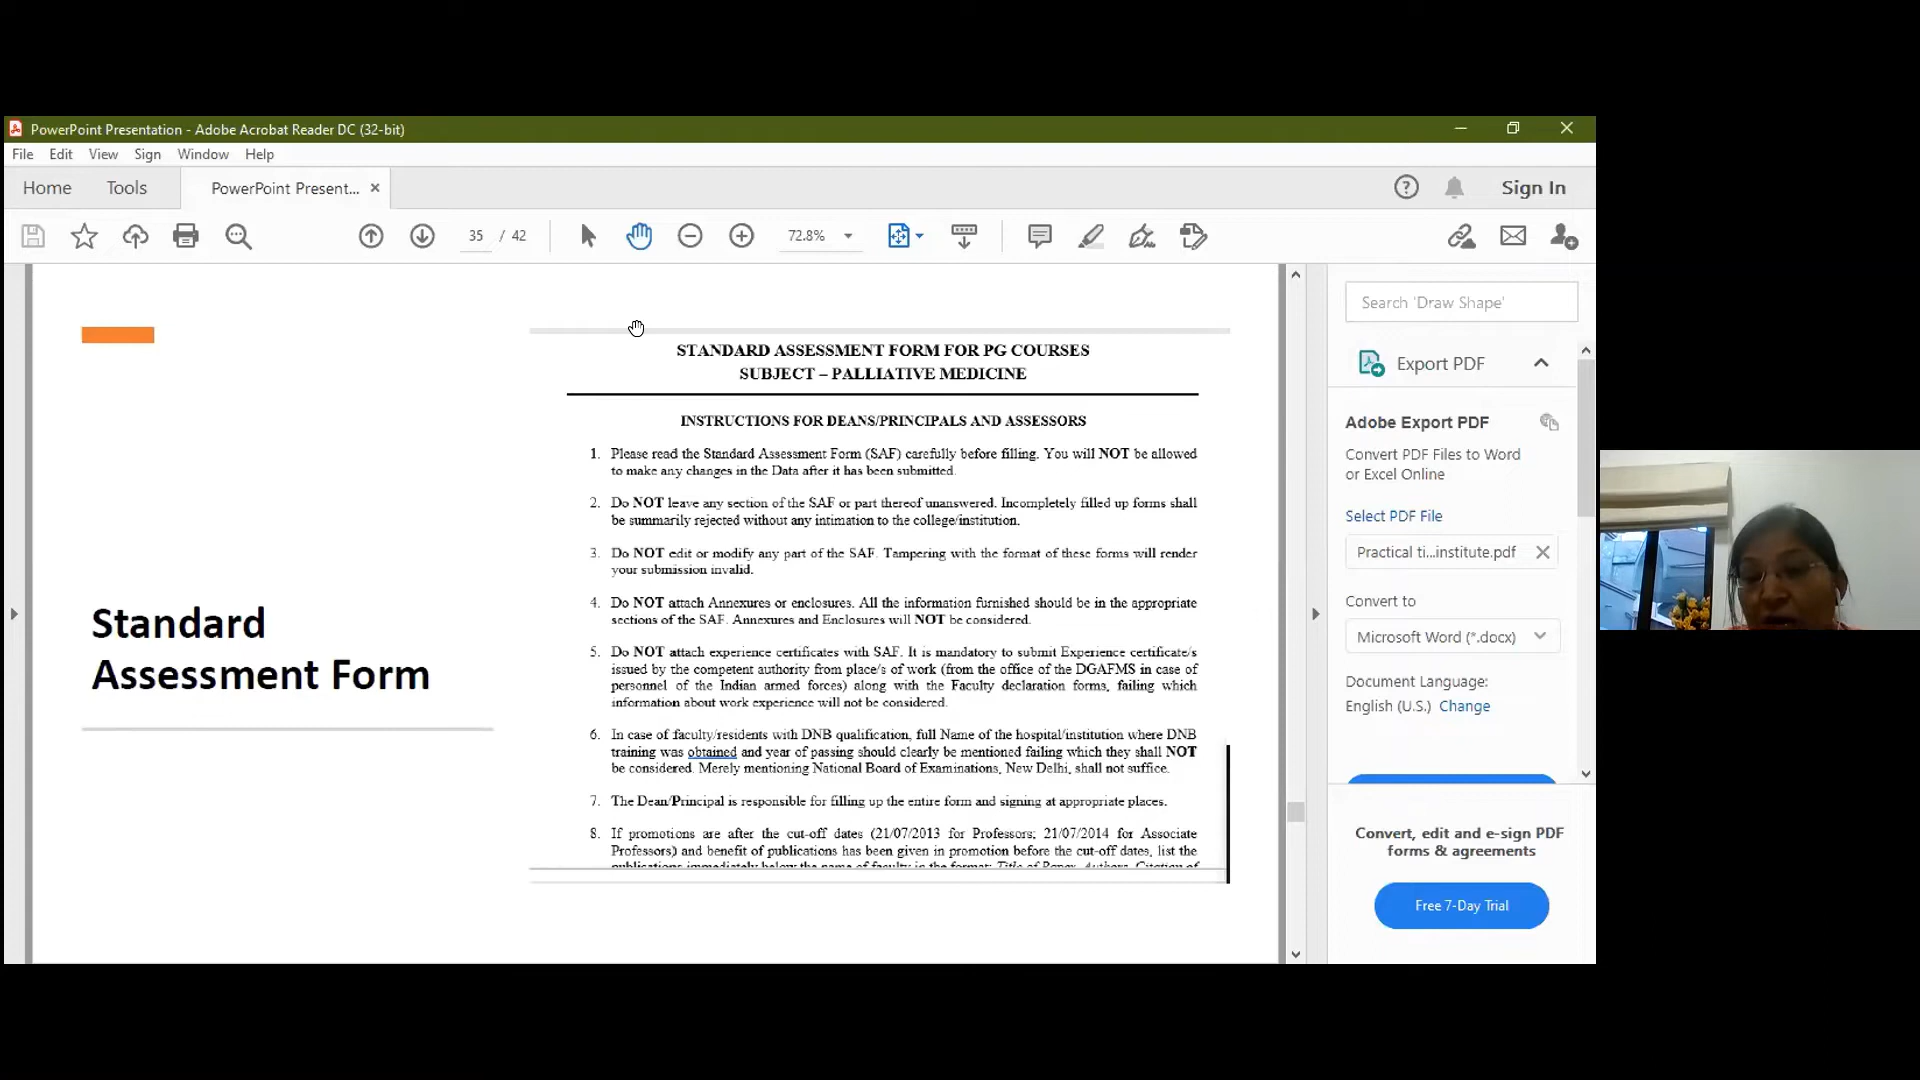 PowerPoint Presentation - Adobe Acrobat Reader DC (32-bit)
File Edit View Sign Window Help
Home Tools PowerPoint Present... Sign In
35 / 42 72.8%
Standard
Assessment Form
STANDARD ASSESSMENT FORM FOR PG COURSES
SUBJECT – PALLIATIVE MEDICINE
INSTRUCTIONS FOR DEANS/PRINCIPALS AND ASSESSORS
1. Please read the Standard Assessment Form (SAF) carefully before filling. You will NOT be allowed
to make any changes in the Data after it has been submitted.
2. Do NOT leave any section of the SAF or part thereof unanswered. Incompletely filled up forms shall
be summarily rejected without any intimation to the college/institution.
3. Do NOT edit or modify any part of the SAF. Tampering with the format of these forms will render
your submission invalid.
4. Do NOT attach Annexures or enclosures. All the information furnished should be in the appropriate
sections of the SAF. Annexures and Enclosures will NOT be considered.
5. Do NOT attach experience certificates with SAF. It is mandatory to submit Experience certificate/s
issued by the competent authority from place/s of work (from the office of the DGAFMS in case of
personnel of the Indian armed forces) along with the Faculty declaration forms, failing which
information about work experience will not be considered.
6. In case of faculty/residents with DNB qualification, full Name of the hospital/institution where DNB
training was obtained and year of passing should clearly be mentioned failing which they shall NOT
be considered. Merely mentioning National Board of Examinations, New Delhi, shall not suffice.
7. The Dean/Principal is responsible for filling up the entire form and signing at appropriate places.
8. If promotions are after the cut-off dates (21/07/2013 for Professors; 21/07/2014 for Associate
Professors) and benefit of publications has been given in promotion before the cut-off dates, list the
publications immediately below the name of faculty in the format: Title of Paper, Authors, Citation of
Search 'Draw Shape'
Export PDF
Adobe Export PDF
Convert PDF Files to Word
or Excel Online
Select PDF File
Practical ti...institute.pdf
Convert to
Microsoft Word (*.docx)
Document Language:
English (U.S.) Change
Convert, edit and e-sign PDF
forms & agreements
Free 7-Day Trial